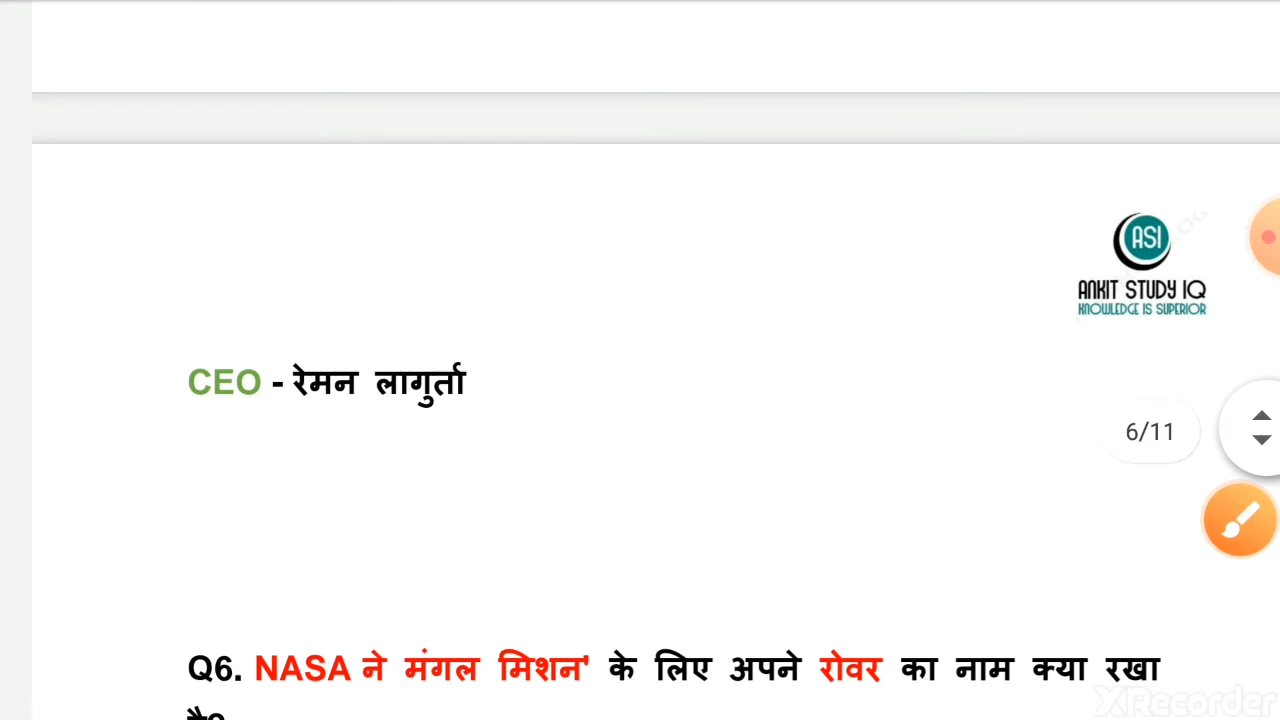 ASI
ANKIT STUDY IQ
KNOWLEDGE IS SUPERIOR
CEO - रेमन लागुर्ता
6/11
Q6. NASA ने मंगल मिशन' के लिए अपने रोवर का नाम क्या रखा
XRecorder